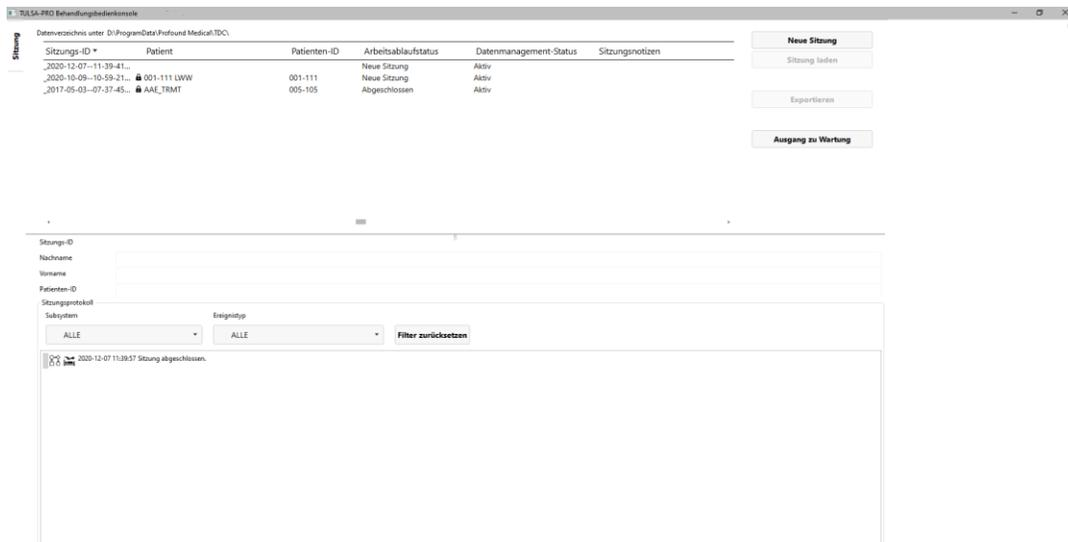 TULSA-PRO Behandlungsbedienkonsole
Sitzung
Datenverzeichnis unter D:\ProgramData\Profound Medical\TDC\
Sitzungs-ID Patient Patienten-ID Arbeitsablaufstatus Datenmanagement-Status Sitzungsnotizen
_2020-12-07--11-39-41... Neue Sitzung Aktiv
_2020-10-09--10-59-21... 001-111 LWW 001-111 Neue Sitzung Aktiv
_2017-05-03--07-37-45... AAE_TRMT 005-105 Abgeschlossen Aktiv
Neue Sitzung
Sitzung laden
Exportieren
Ausgang zu Wartung
Sitzungs-ID
Nachname
Vorname
Patienten-ID
Sitzungsprotokoll
Subsystem Ereignistyp
ALLE ALLE Filter zurücksetzen
2020-12-07 11:39:57 Sitzung abgeschlossen.